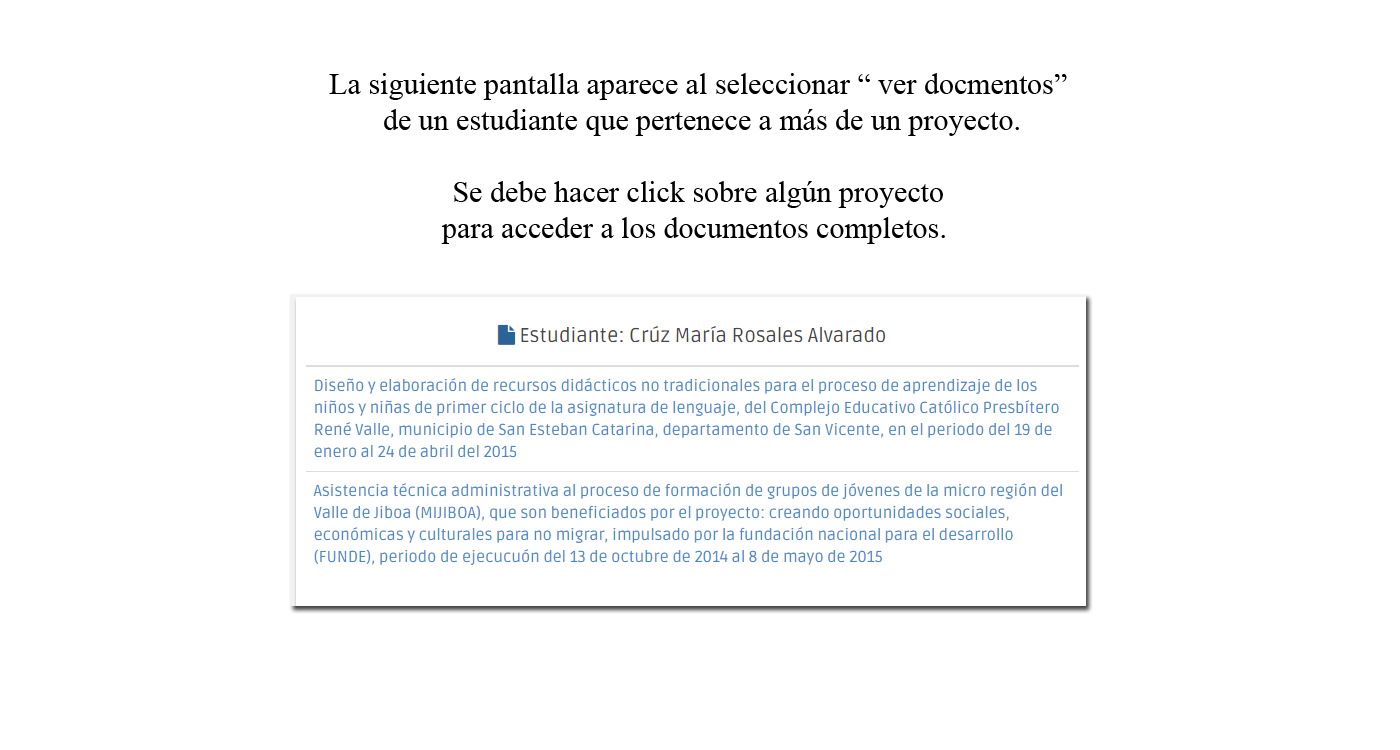 La siguiente pantalla aparece al seleccionar “ ver docmentos”
de un estudiante que pertenece a más de un proyecto.
Se debe hacer click sobre algún proyecto
para acceder a los documentos completos.
Estudiante: Crúz María Rosales Alvarado
Diseño y elaboración de recursos didácticos no tradicionales para el proceso de aprendizaje de los
niños y niñas de primer ciclo de la asignatura de lenguaje, del Complejo Educativo Católico Presbítero
René Valle, municipio de San Esteban Catarina, departamento de San Vicente, en el periodo del 19 de
enero al 24 de abril del 2015
Asistencia técnica administrativa al proceso de formación de grupos de jóvenes de la micro región del
Valle de Jiboa (MIJIBOA), que son beneficiados por el proyecto: creando oportunidades sociales,
económicas y culturales para no migrar, impulsado por la fundación nacional para el desarrollo
(FUNDE), periodo de ejecucuón del 13 de octubre de 2014 al 8 de mayo de 2015